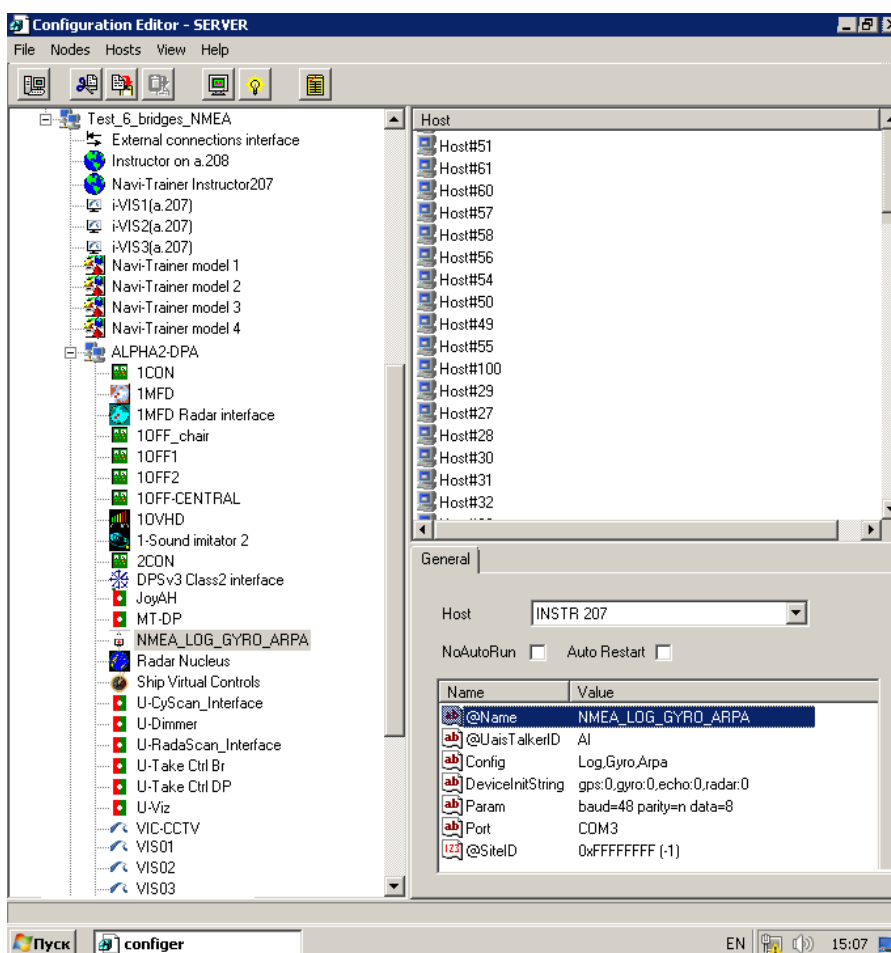 Configuration Editor - SERVER
File Nodes Hosts View Help
Test_6_bridges_NMEA
External connections interface
Instructor on a.208
Navi-Trainer Instructor207
i-VIS1(a.207)
i-VIS2(a.207)
i-VIS3(a.207)
Navi-Trainer model 1
Navi-Trainer model 2
Navi-Trainer model 3
Navi-Trainer model 4
ALPHA2-DPA
1CON
1MFD
1MFD Radar interface
1OFF_chair
1OFF1
1OFF2
1OFF-CENTRAL
1OVHD
1-Sound imitator 2
2CON
DPSv3 Class2 interface
JoyAH
MT-DP
NMEA_LOG_GYRO_ARPA
Radar Nucleus
Ship Virtual Controls
U-CyScan_Interface
U-Dimmer
U-RadaScan_Interface
U-Take Ctrl Br
U-Take Ctrl DP
U-Viz
VIC-CCTV
VIS01
VIS02
VIS03
Host
Host#51
Host#61
Host#60
Host#57
Host#58
Host#56
Host#54
Host#50
Host#49
Host#55
Host#100
Host#29
Host#27
Host#28
Host#30
Host#31
Host#32
General
Host INSTR 207
NoAutoRun Auto Restart
Name Value
ab @Name NMEA_LOG_GYRO_ARPA
ab @UaisTalkerID AI
ab Config Log,Gyro,Arpa
ab DeviceInitString gps:0,gyro:0,echo:0,radar:0
ab Param baud=48 parity=n data=8
ab Port COM3
123 @SiteID 0xFFFFFFFF (-1)
Пуск configer EN 15:07